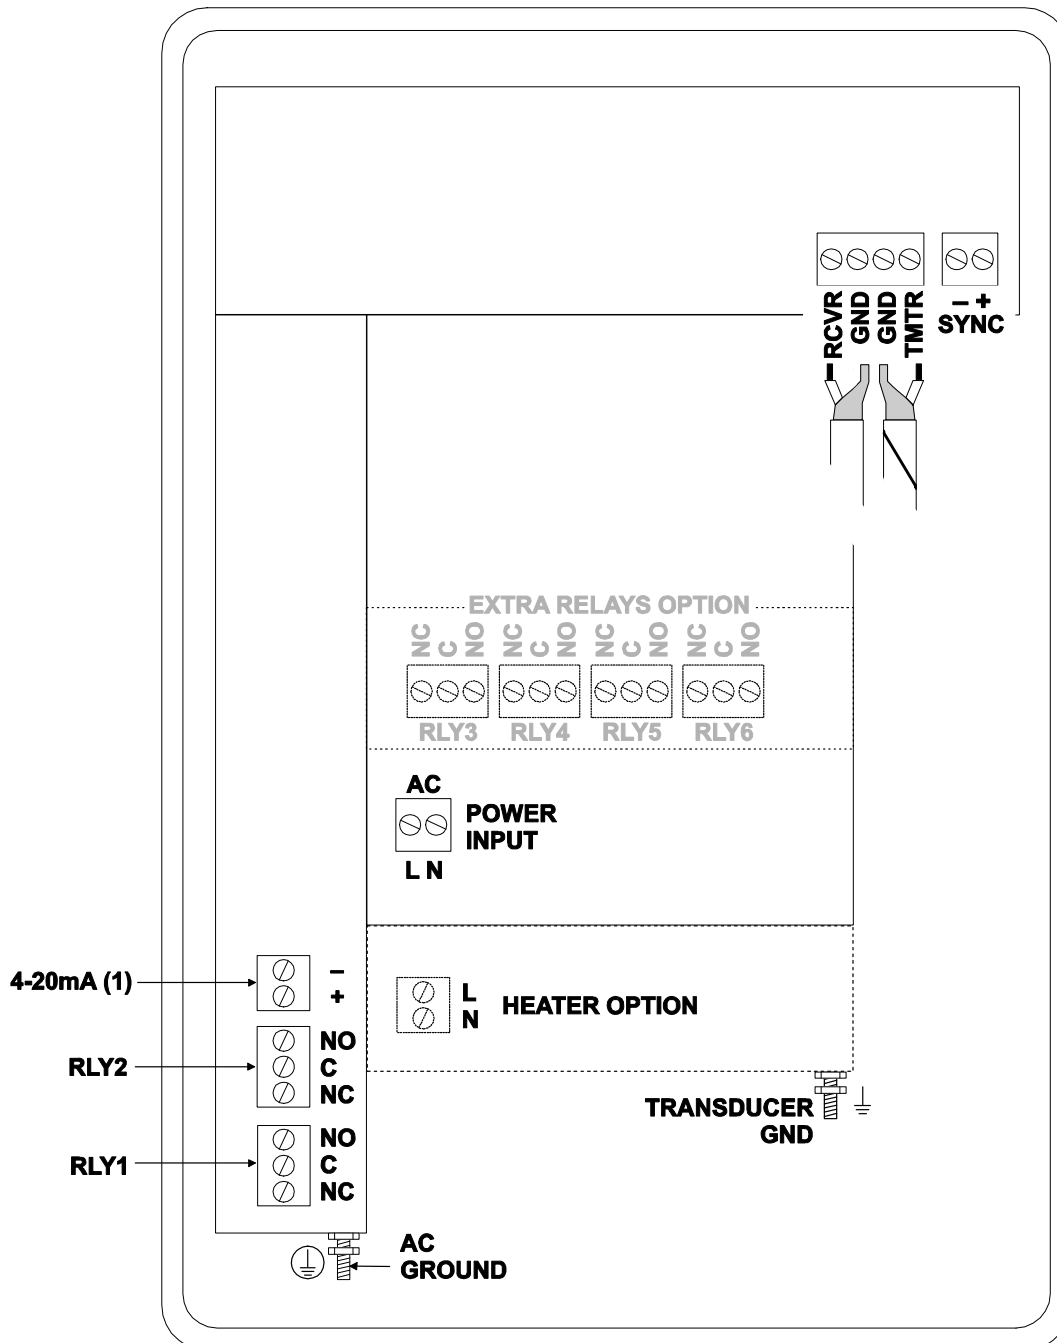 RCVR
GND
GND
TMTR
– +
SYNC
EXTRA RELAYS OPTION
NC
C
NO
NC
C
NO
NC
C
NO
NC
C
NO
RLY3
RLY4
RLY5
RLY6
AC
POWER
INPUT
L N
4-20mA (1)
–
+
L
N
HEATER OPTION
RLY2
NO
C
NC
TRANSDUCER
GND
RLY1
NO
C
NC
AC
GROUND